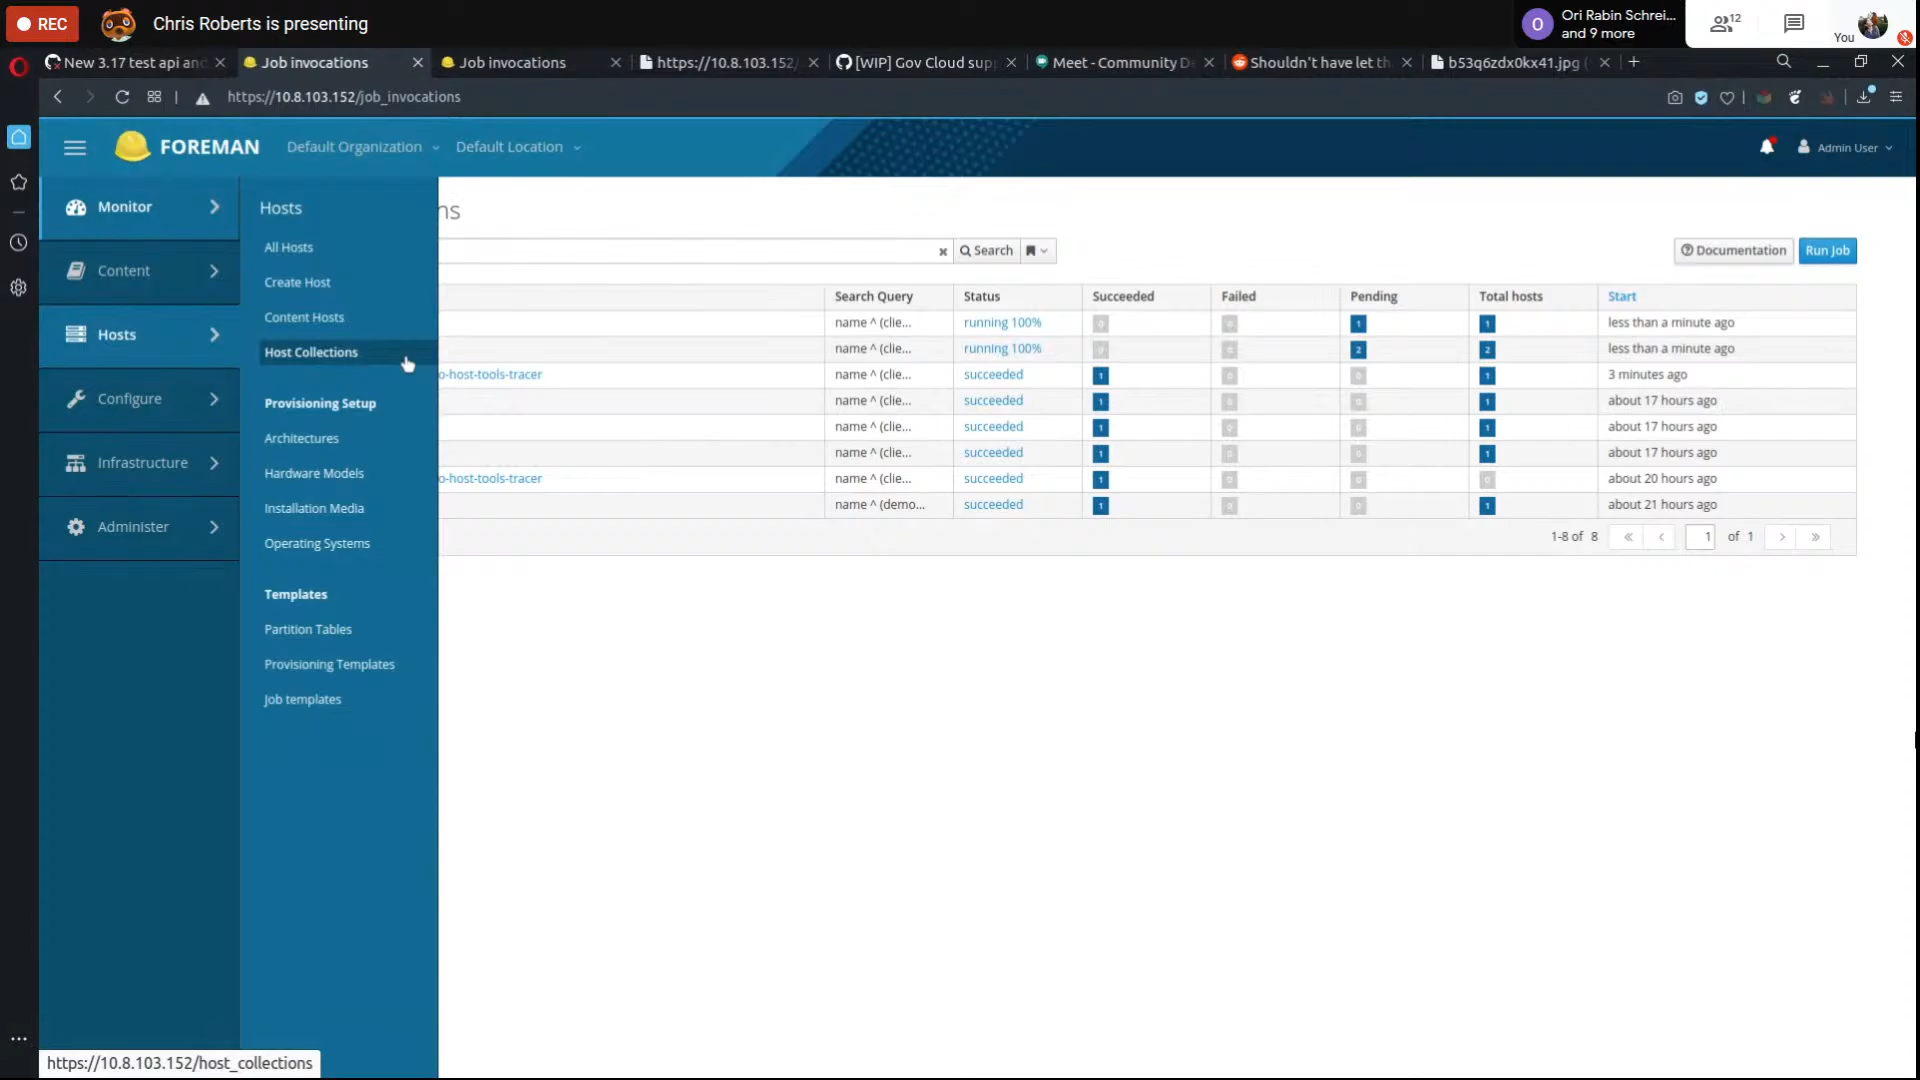 REC
Chris Roberts is presenting
O
Ori Rabin Schrei...
and 9 more
12
You
New 3.17 test api and
Job invocations
Job invocations
https://10.8.103.152/
[WIP] Gov Cloud sup
Meet - Community De
Shouldn't have let th
b53q6zdx0kx41.jpg (
https://10.8.103.152/job_invocations
FOREMAN
Default Organization
Default Location
Admin User
Monitor
Content
Hosts
Configure
Infrastructure
Administer
Hosts
All Hosts
Create Host
Content Hosts
Host Collections
Provisioning Setup
Architectures
Hardware Models
Installation Media
Operating Systems
Templates
Partition Tables
Provisioning Templates
Job templates
ns
Search
Documentation
Run Job
Search Query Status Succeeded Failed Pending Total hosts Start
name ^ (clie... running 100% 0 0 1 1 less than a minute ago
name ^ (clie... running 100% 0 0 2 2 less than a minute ago
o-host-tools-tracer name ^ (clie... succeeded 1 0 0 1 3 minutes ago
name ^ (clie... succeeded 1 0 0 1 about 17 hours ago
name ^ (clie... succeeded 1 0 0 1 about 17 hours ago
name ^ (clie... succeeded 1 0 0 1 about 17 hours ago
o-host-tools-tracer name ^ (clie... succeeded 1 0 0 0 about 20 hours ago
name ^ (demo... succeeded 1 0 0 1 about 21 hours ago
1-8 of 8 « ‹ 1 of 1 › »
https://10.8.103.152/host_collections